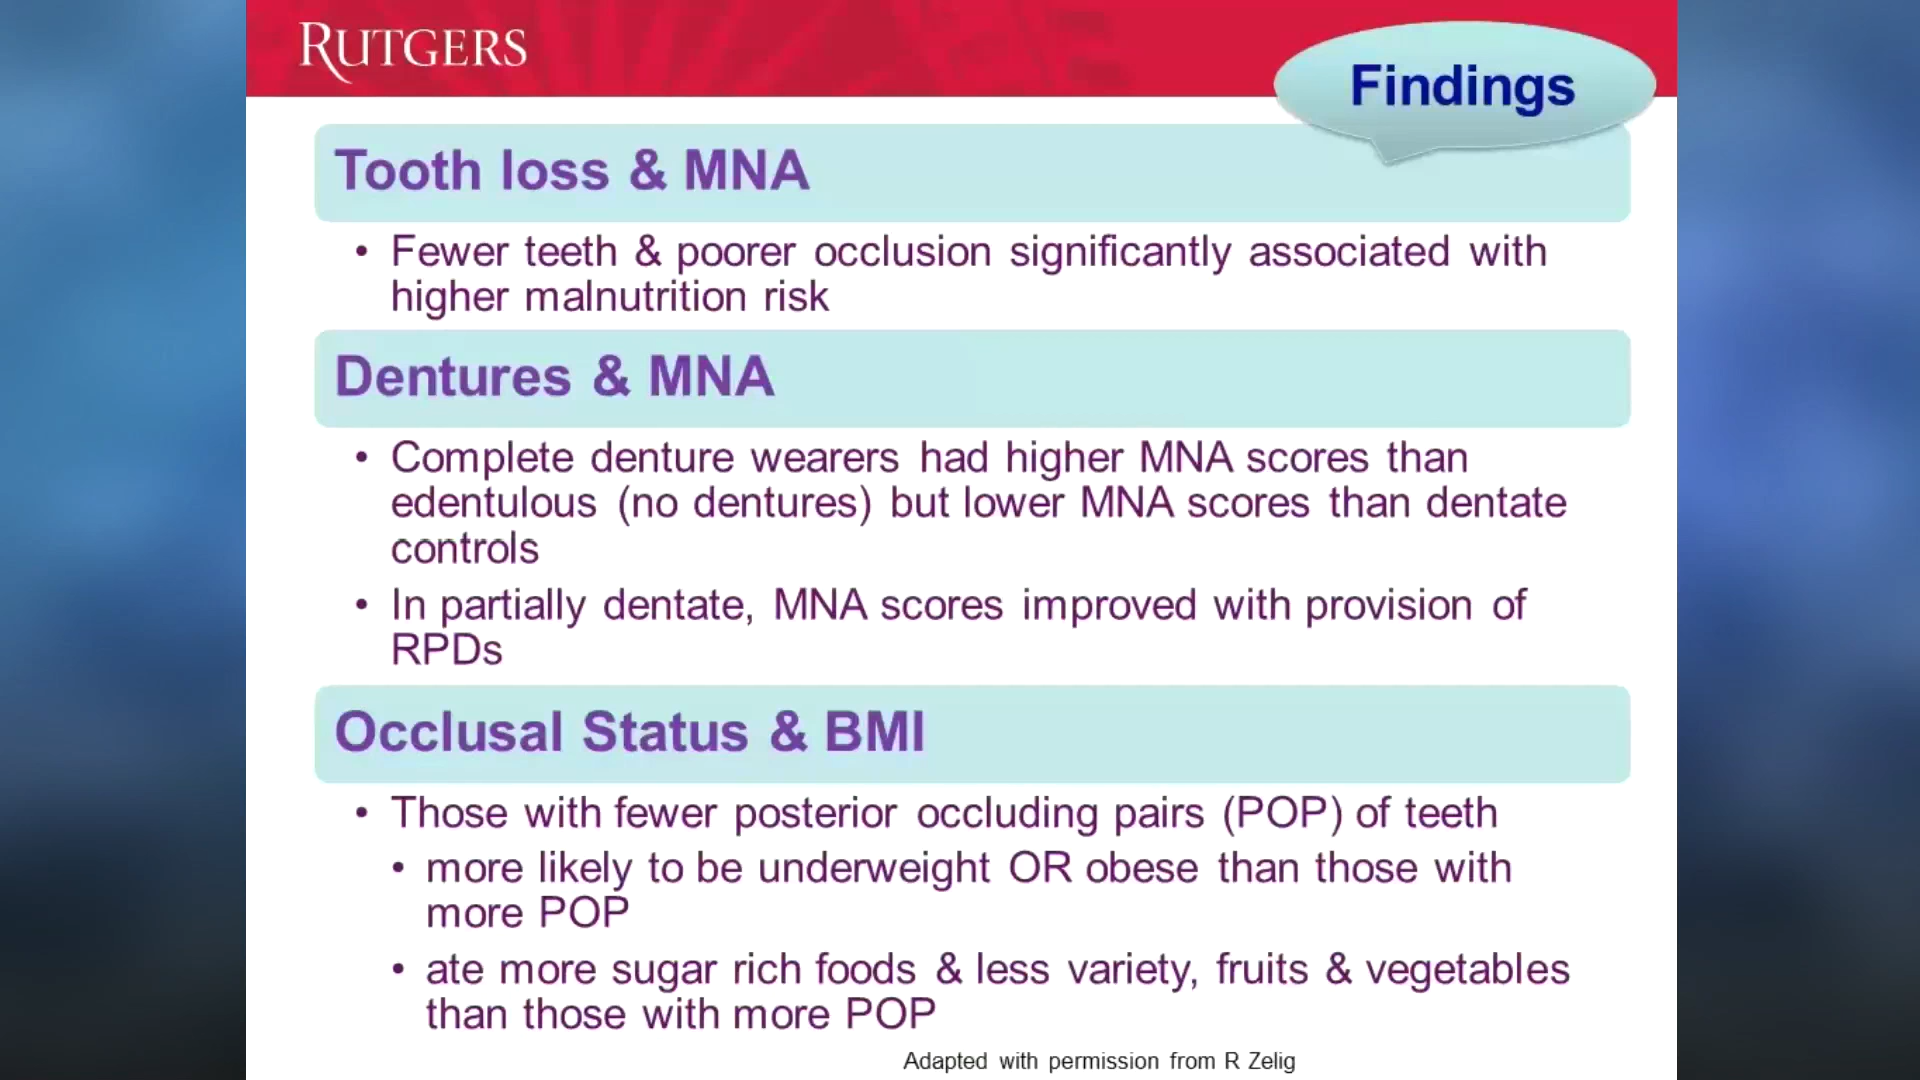 RUTGERS
Findings
Tooth loss & MNA
• Fewer teeth & poorer occlusion significantly associated with
higher malnutrition risk
Dentures & MNA
• Complete denture wearers had higher MNA scores than
edentulous (no dentures) but lower MNA scores than dentate
controls
• In partially dentate, MNA scores improved with provision of
RPDs
Occlusal Status & BMI
• Those with fewer posterior occluding pairs (POP) of teeth
• more likely to be underweight OR obese than those with
more POP
• ate more sugar rich foods & less variety, fruits & vegetables
than those with more POP
Adapted with permission from R Zelig